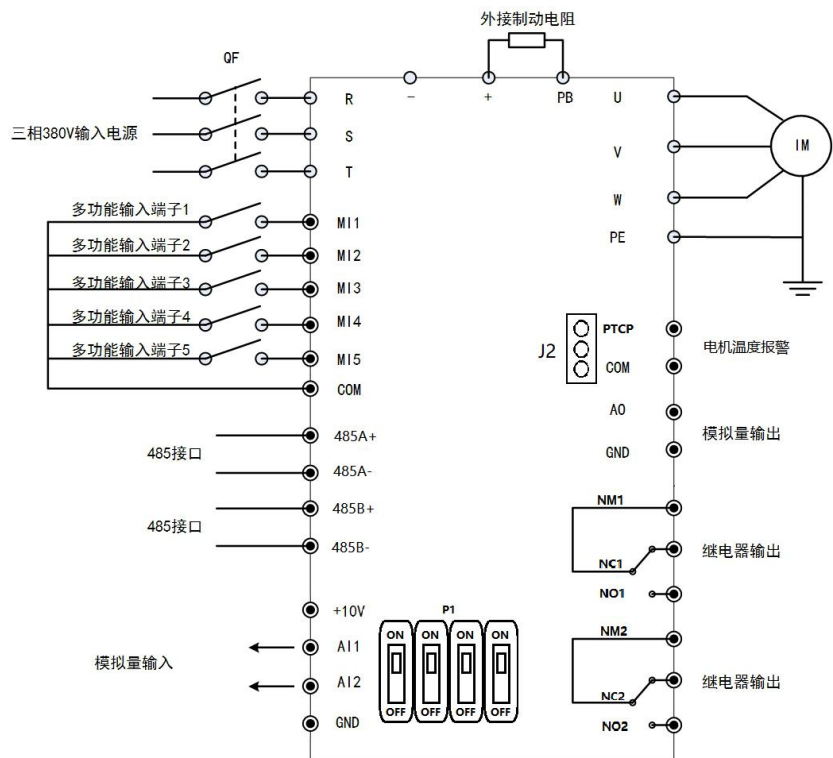 外接制动电阻
QF
R
-
+
PB
U
三相380V输入电源
S
T
V
W
PE
IM
多功能输入端子1
MI1
多功能输入端子2
MI2
多功能输入端子3
MI3
多功能输入端子4
MI4
多功能输入端子5
MI5
COM
J2
PTCP
COM
电机温度报警
AO
GND
模拟量输出
485接口
485A+
485A-
485接口
485B+
485B-
NM1
NC1
NO1
继电器输出
+10V
模拟量输入
AI1
AI2
GND
P1
ON ON ON ON
OFF OFF OFF OFF
NM2
NC2
NO2
继电器输出